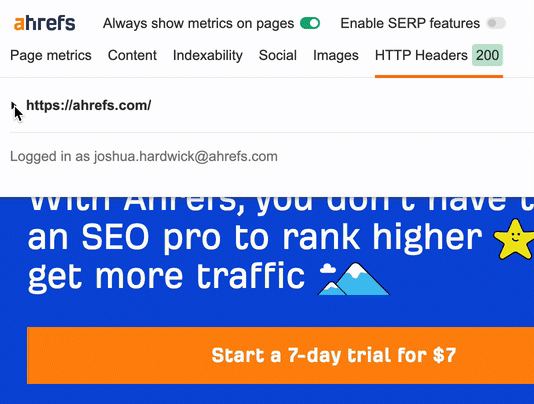 ahrefs Always show metrics on pages Enable SERP features
Page metrics Content Indexability Social Images HTTP Headers 200
https://ahrefs.com/
Logged in as joshua.hardwick@ahrefs.com
With Ahrefs, you don't have t
an SEO pro to rank higher
get more traffic
Start a 7-day trial for $7